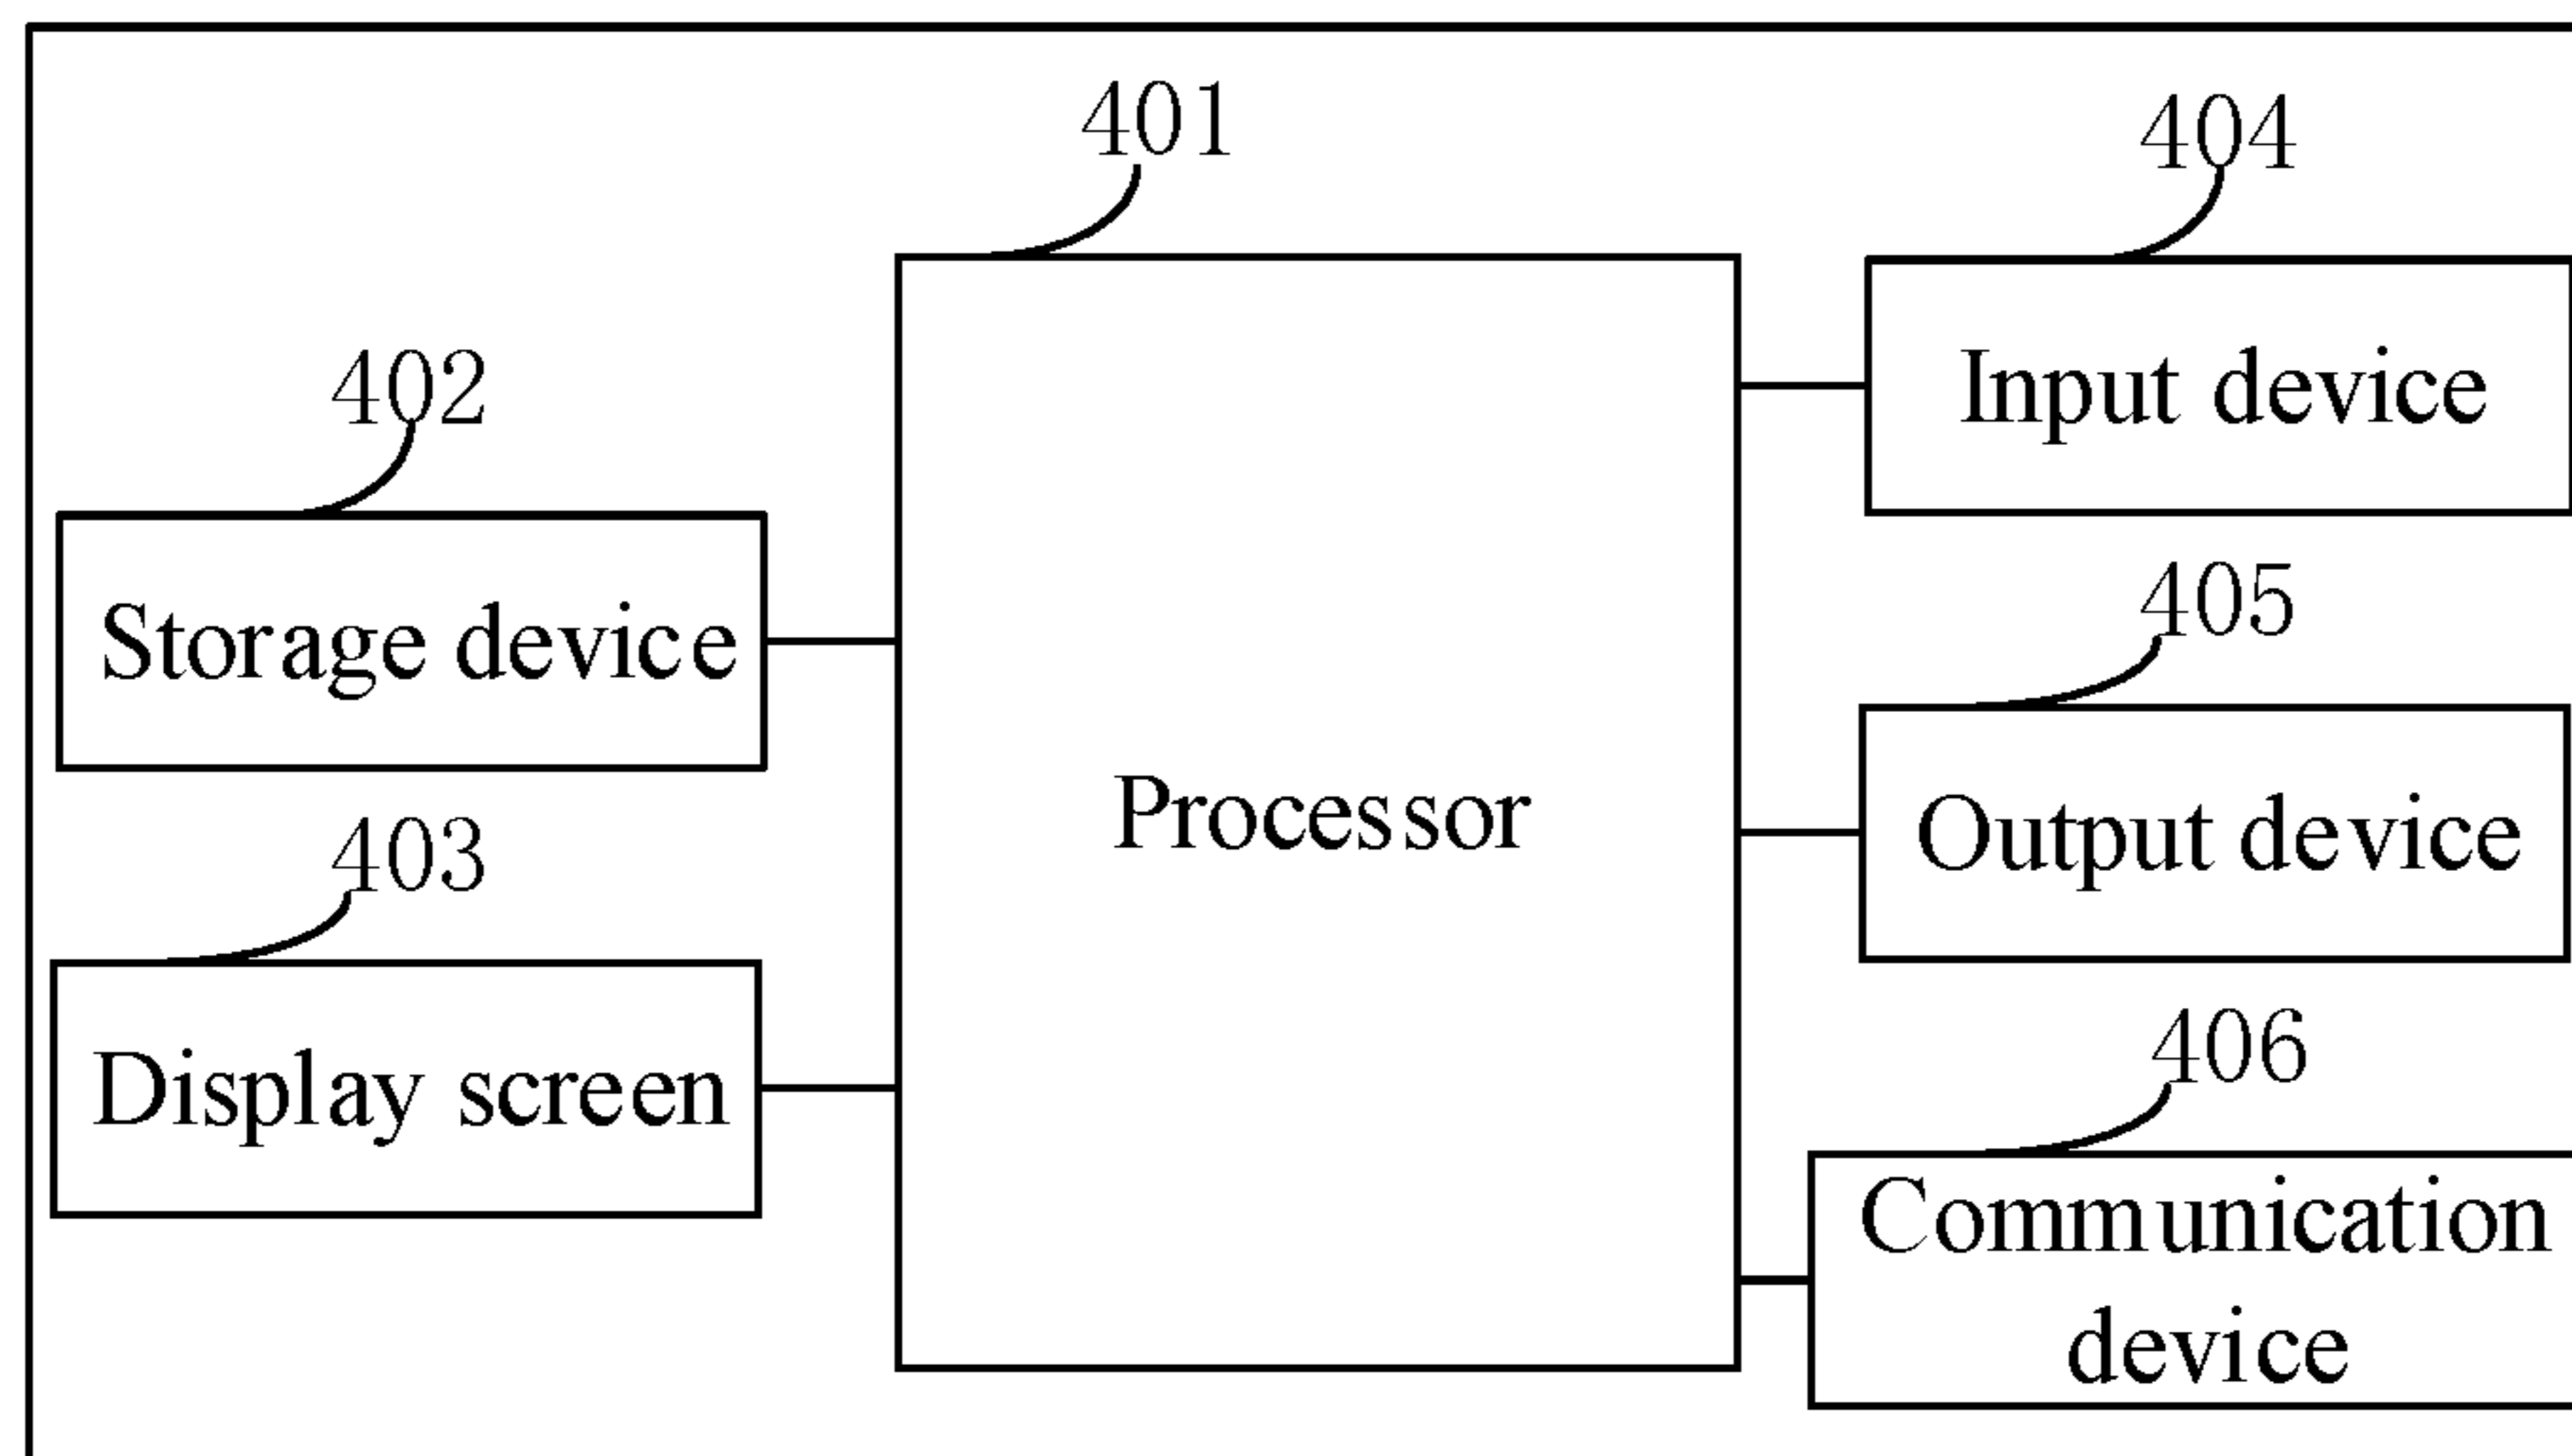 401
404
402
Input device
405
Storage device
Processor
Output device
403
406
Display screen
Communication
device